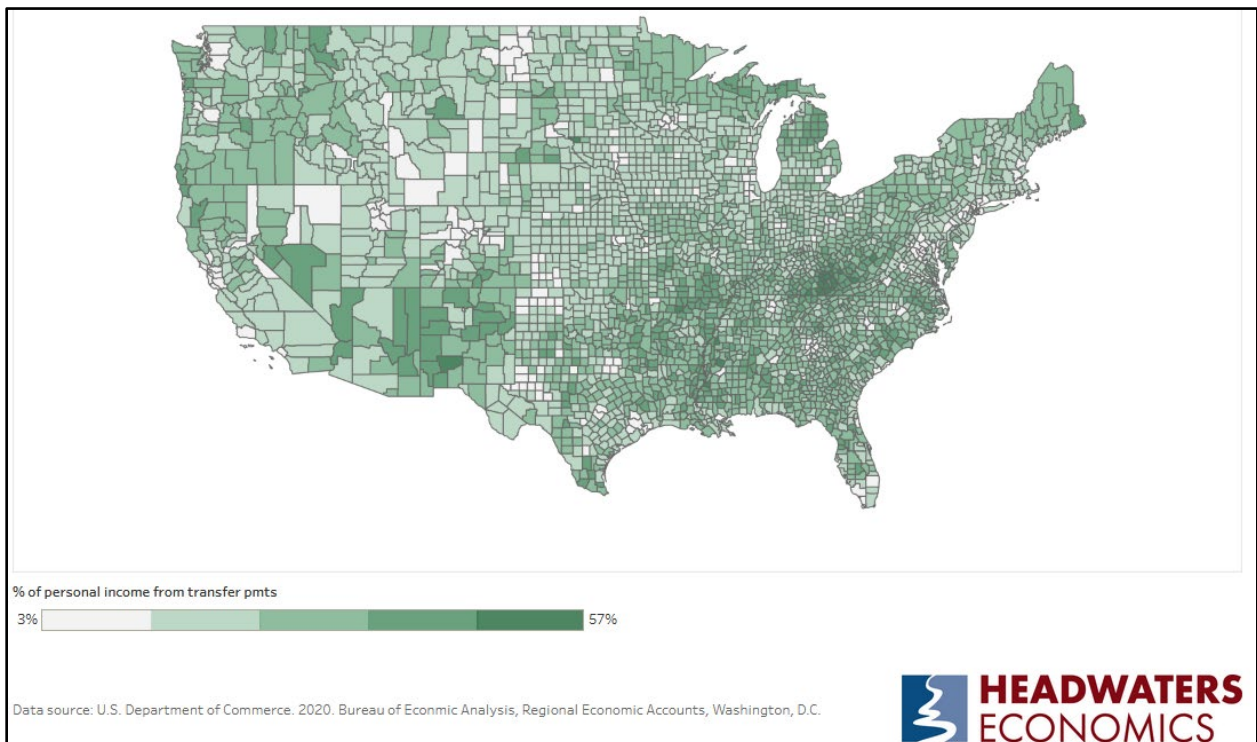 % of personal income from transfer pmts
3% 57%
Data source: U.S. Department of Commerce. 2020. Bureau of Econmic Analysis, Regional Economic Accounts, Washington, D.C.
HEADWATERS
ECONOMICS